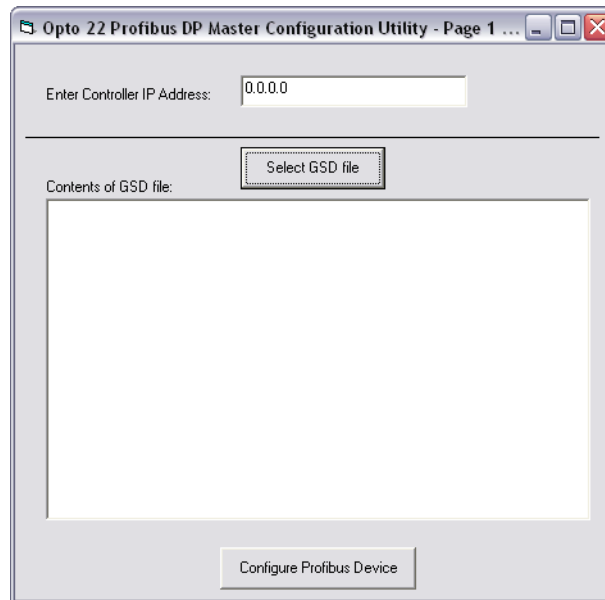 Opto 22 Profibus DP Master Configuration Utility - Page 1 ...
Enter Controller IP Address:
0.0.0.0
Select GSD file
Contents of GSD file:
Configure Profibus Device